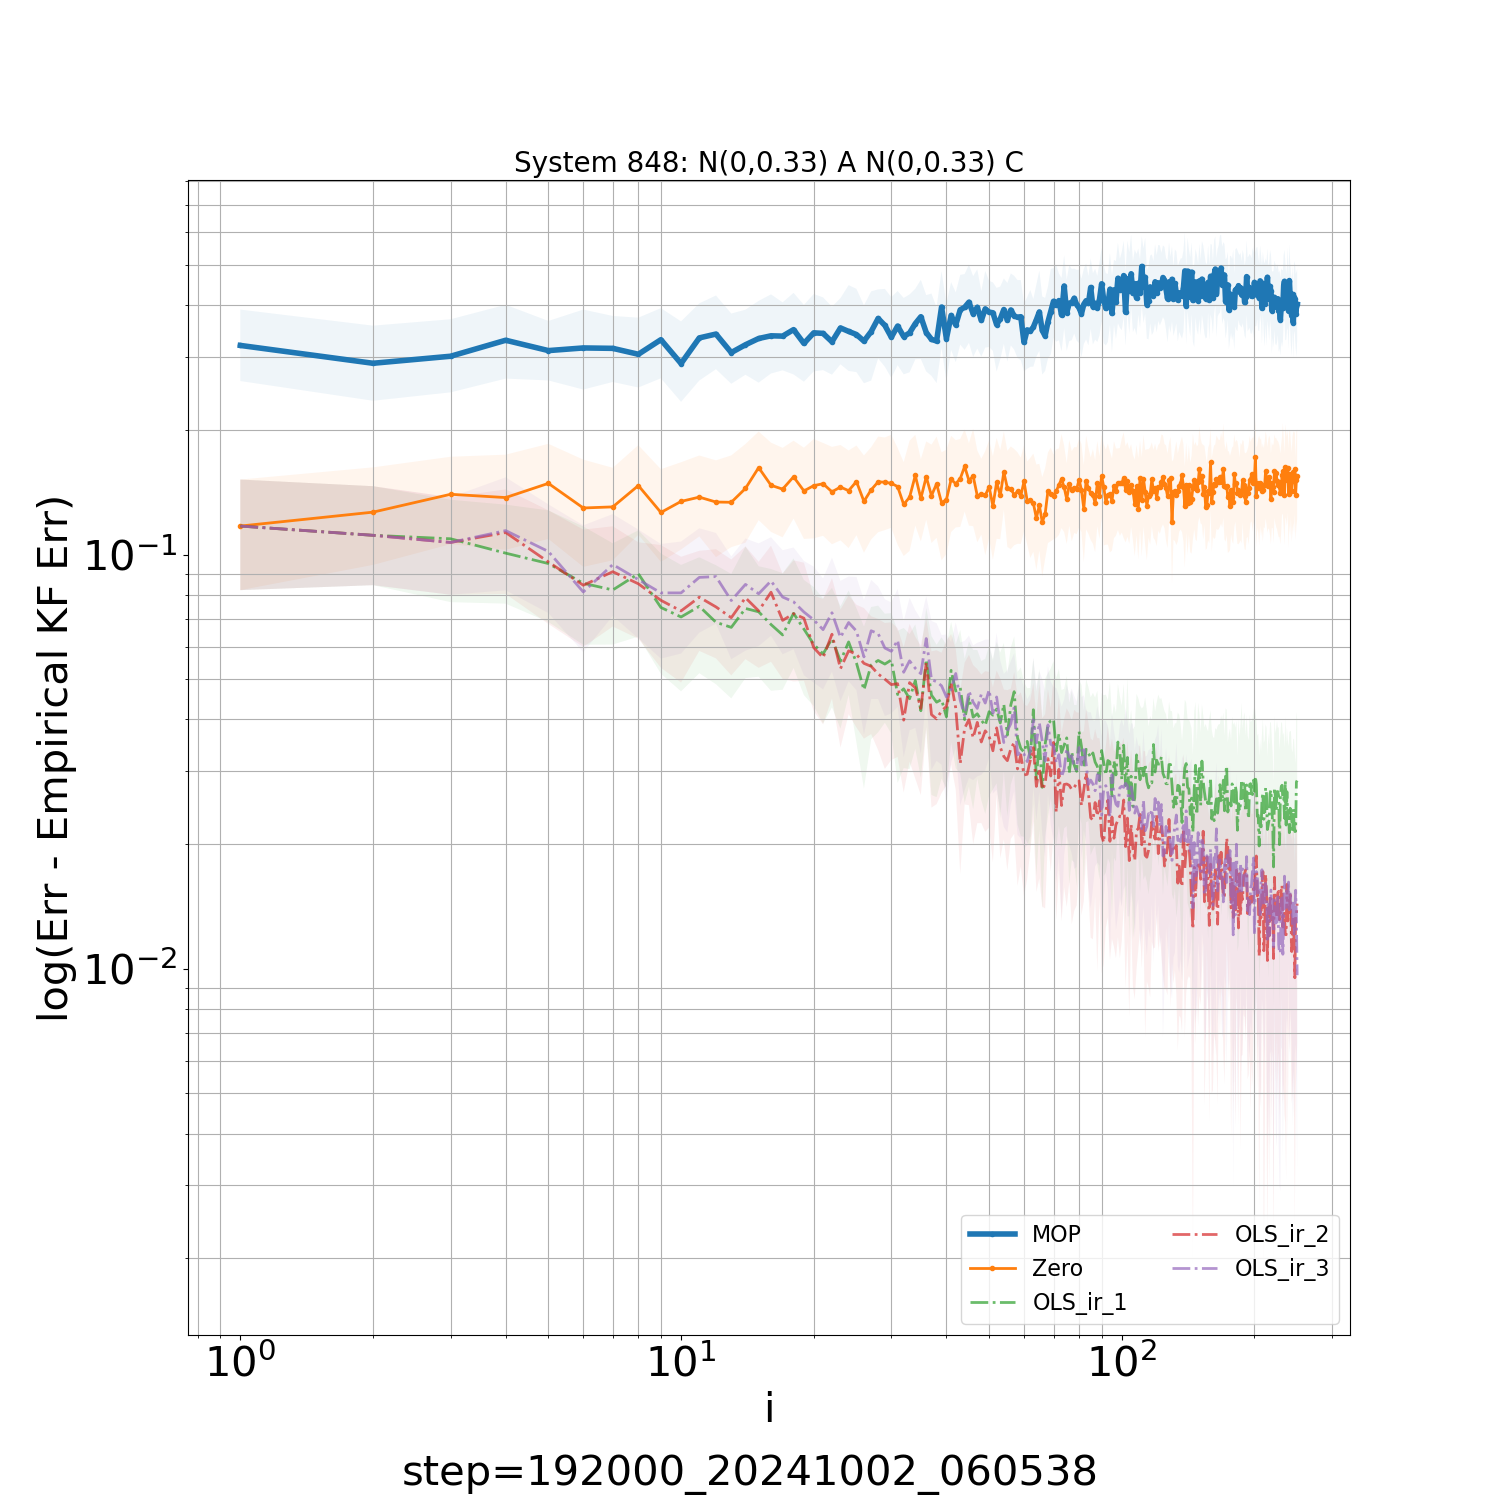 System 848: N(0,0.33) A N(0,0.33) C
log(Err - Empirical KF Err)
10⁻¹
10⁻²
MOP
Zero
OLS_ir_1
OLS_ir_2
OLS_ir_3
10⁰ 10¹ 10²
i
step=192000_20241002_060538